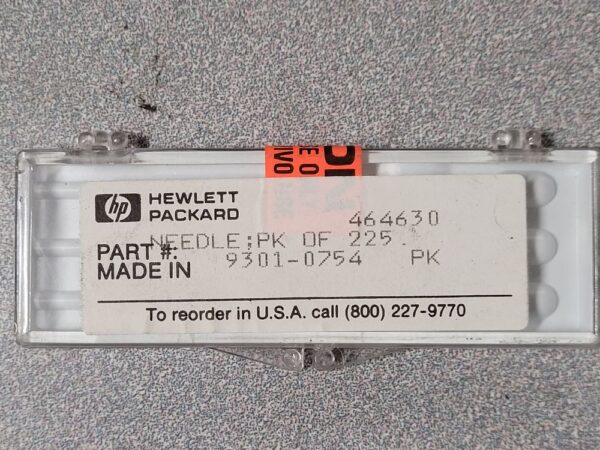 hp HEWLETT
PACKARD
464630
NEEDLE;PK OF 225
PART #:
9301-0754 PK
MADE IN
To reorder in U.S.A. call (800) 227-9770